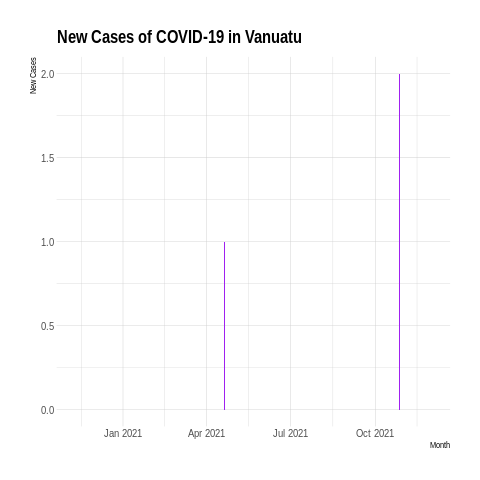 New Cases of COVID-19 in Vanuatu
New Cases
2.0
1.5
1.0
0.5
0.0
Jan 2021 Apr 2021 Jul 2021 Oct 2021
Month